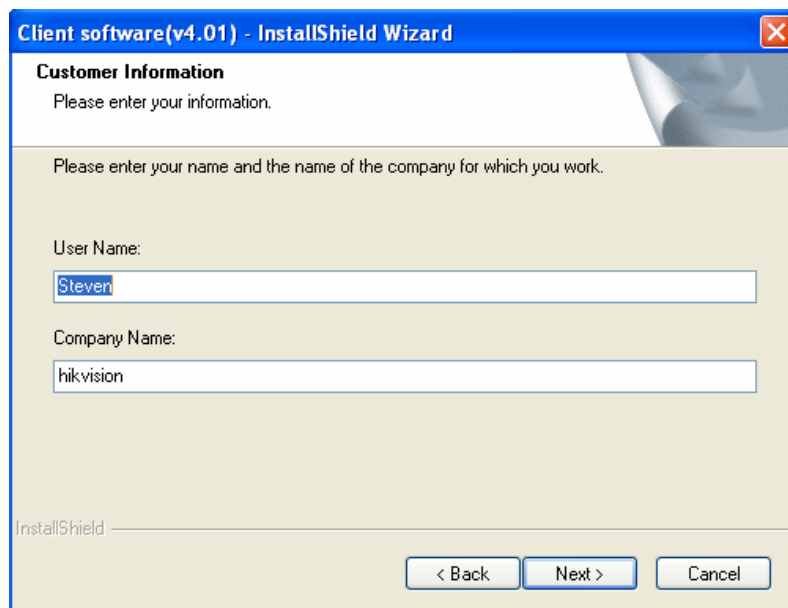 Client software(v4.01) - InstallShield Wizard
Customer Information
Please enter your information.
Please enter your name and the name of the company for which you work.
User Name:
Steven
Company Name:
hikvision
InstallShield
< Back Next > Cancel